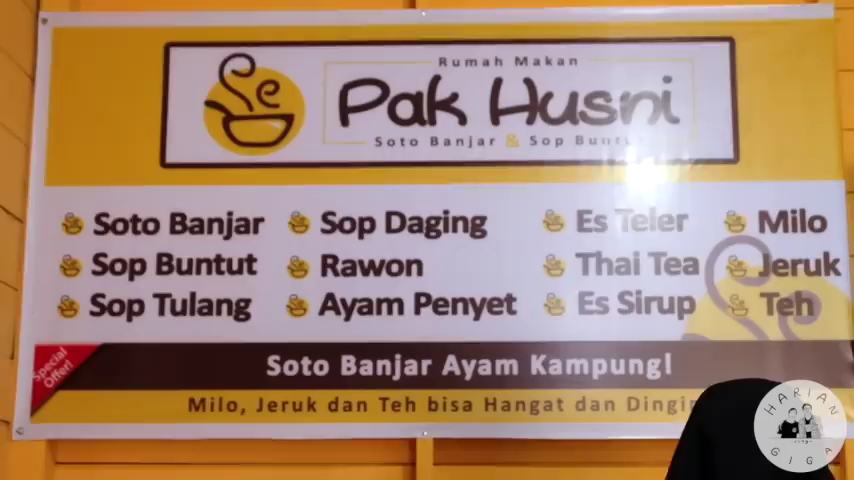 Rumah Makan
Pak Husni
Soto Banjar & Sop Buntut
Soto Banjar Sop Daging Es Teler Milo
Sop Buntut Rawon Thai Tea Jeruk
Sop Tulang Ayam Penyet Es Sirup Teh
Special Offer!
Soto Banjar Ayam Kampung!
Milo, Jeruk dan Teh bisa Hangat dan Dingin
HARIAN
GIGA